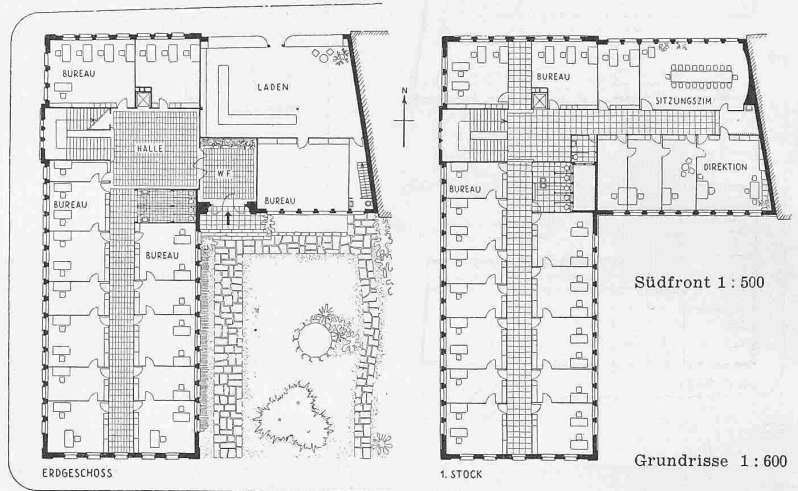 BUREAU
LADEN
HALLE
W.F.
BUREAU
BUREAU
BUREAU
ERDGESCHOSS
N
BUREAU
SITZUNGSZIM
BUREAU
DIREKTION
1. STOCK
Südfront 1 : 500
Grundrisse 1 : 600